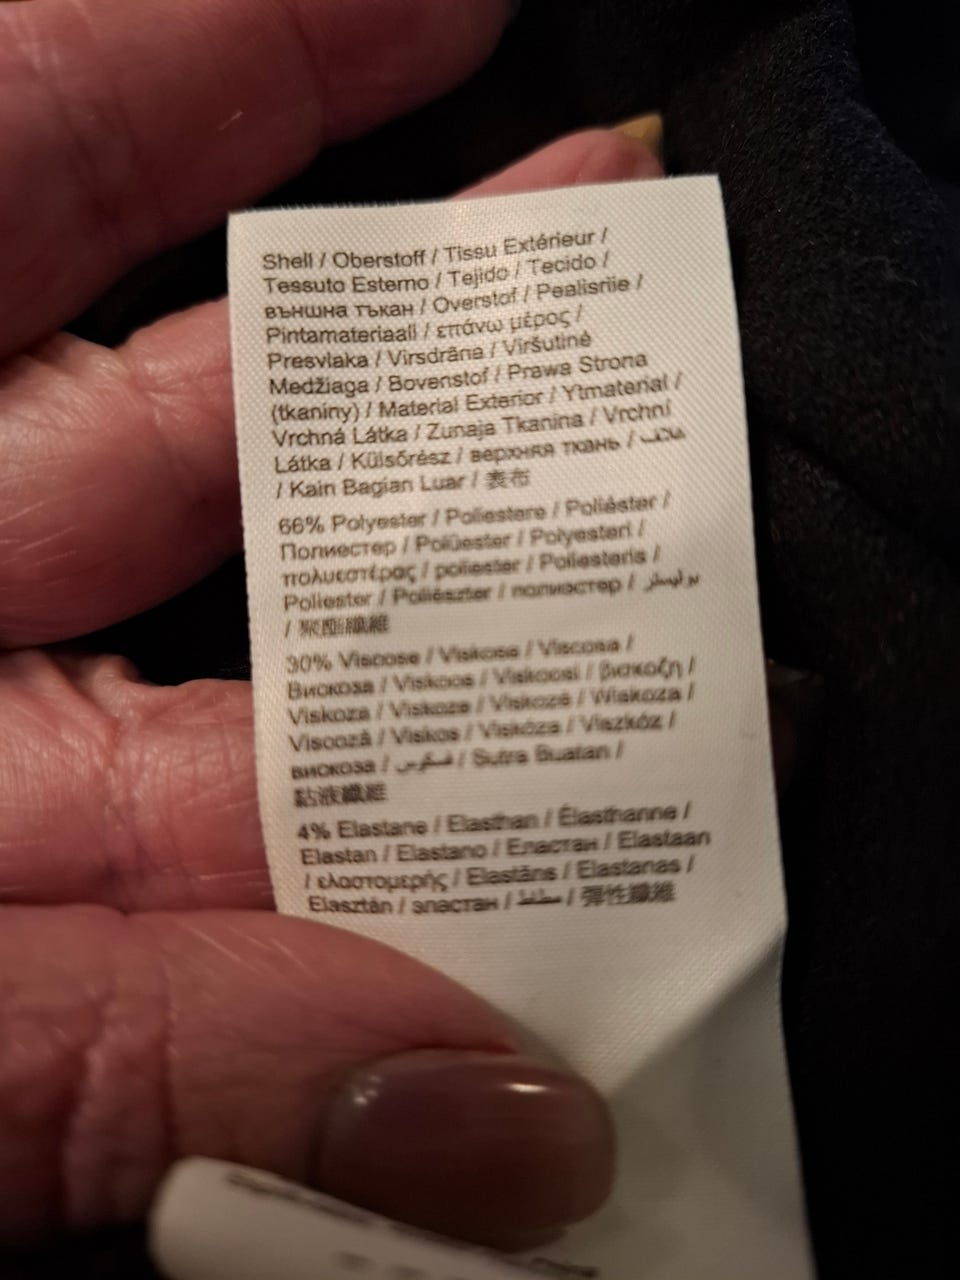 Shell / Oberstoff / Tissu Extérieur /
Tessuto Esterno / Tejido / Tecido /
външна тъкан / Overstof / Pealisriie /
Pintamateriaali / επάνω μέρος /
Presvlaka / Virsdrāna / Viršutinė
Medžiaga / Bovenstof / Prawa Strona
(tkaniny) / Material Exterior / Ytmaterial /
Vrchná Látka / Zunaja Tkanina / Vrchní
Látka / Külsőrész / верхняя ткань / غلاف
/ Kain Bagian Luar / 表布
66% Polyester / Poliestere / Poliéster /
Полиестер / Polüester / Polyesteri /
πολυεστέρας / poliester / Poliesteris /
Poliester / Poliészter / полиэстер / بوليستر
/ 聚酯纖維
30% Viscose / Viskose / Viscosa /
Вискоза / Viskoos / Viskoosi / βισκόζη /
Viskoza / Viskoze / Viskozė / Wiskoza /
Viscoză / Viskos / Viskóza / Viszkóz /
вискоза / فسكوس / Sutra Buatan /
黏液纖維
4% Elastane / Elasthan / Élasthanne /
Elastan / Elastano / Еластан / Elastaan
/ ελαστομερής / Elastāns / Elastanas /
Elasztán / эластан / مطاط / 彈性纖維